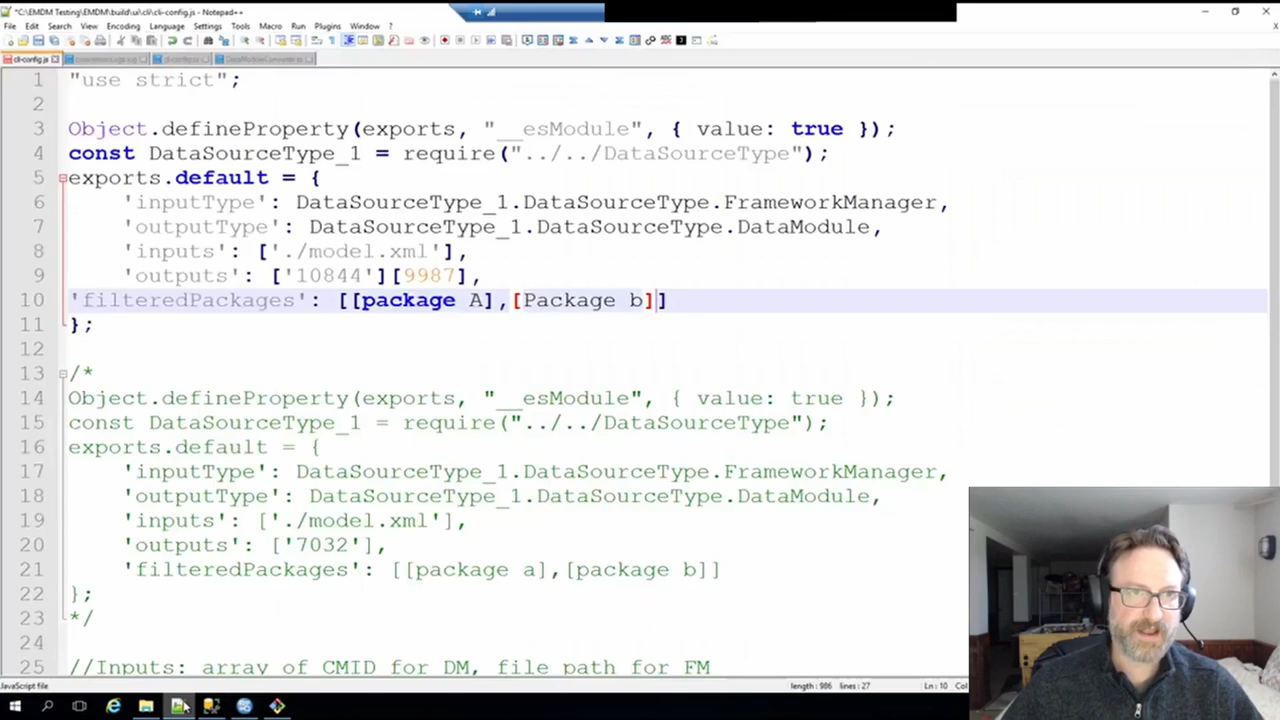 *C:\EMDM Testing\EMDM\build\ui\cli\cli-config.js - Notepad++
File Edit Search View Encoding Language Settings Tools Macro Run Plugins Window ?
cli-config.js
1 "use strict";
2
3 Object.defineProperty(exports, "__esModule", { value: true });
4 const DataSourceType_1 = require("../../DataSourceType");
5 exports.default = {
6 'inputType': DataSourceType_1.DataSourceType.FrameworkManager,
7 'outputType': DataSourceType_1.DataSourceType.DataModule,
8 'inputs': ['./model.xml'],
9 'outputs': ['10844'][9987],
10 'filteredPackages': [[package A],[Package b]]
11 };
12
13 /*
14 Object.defineProperty(exports, "__esModule", { value: true });
15 const DataSourceType_1 = require("../../DataSourceType");
16 exports.default = {
17 'inputType': DataSourceType_1.DataSourceType.FrameworkManager,
18 'outputType': DataSourceType_1.DataSourceType.DataModule,
19 'inputs': ['./model.xml'],
20 'outputs': ['7032'],
21 'filteredPackages': [[package a],[package b]]
22 };
23 */
24
25 //Inputs: array of CMID for DM, file path for FM
JavaScript file length : 986 lines : 27 Ln : 10 Col